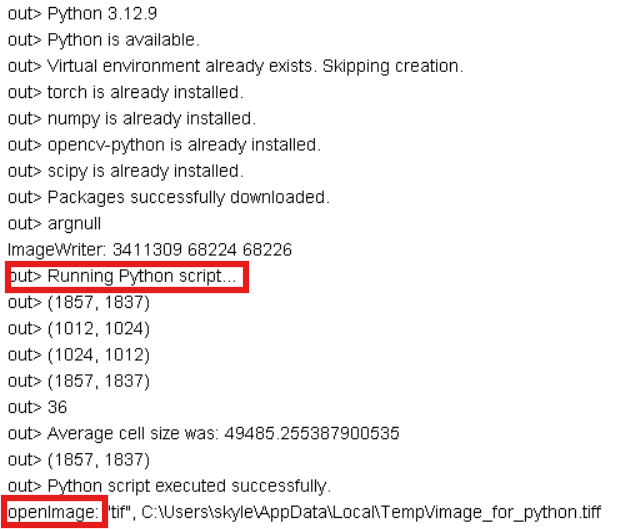 out> Python 3.12.9
out> Python is available.
out> Virtual environment already exists. Skipping creation.
out> torch is already installed.
out> numpy is already installed.
out> opencv-python is already installed.
out> scipy is already installed.
out> Packages successfully downloaded.
out> argnull
ImageWriter: 3411309 68224 68226
out> Running Python script...
out> (1857, 1837)
out> (1012, 1024)
out> (1024, 1012)
out> (1857, 1837)
out> 36
out> Average cell size was: 49485.255387900535
out> (1857, 1837)
out> Python script executed successfully.
openImage: "tif", C:\Users\skyle\AppData\Local\Temp\/image_for_python.tiff